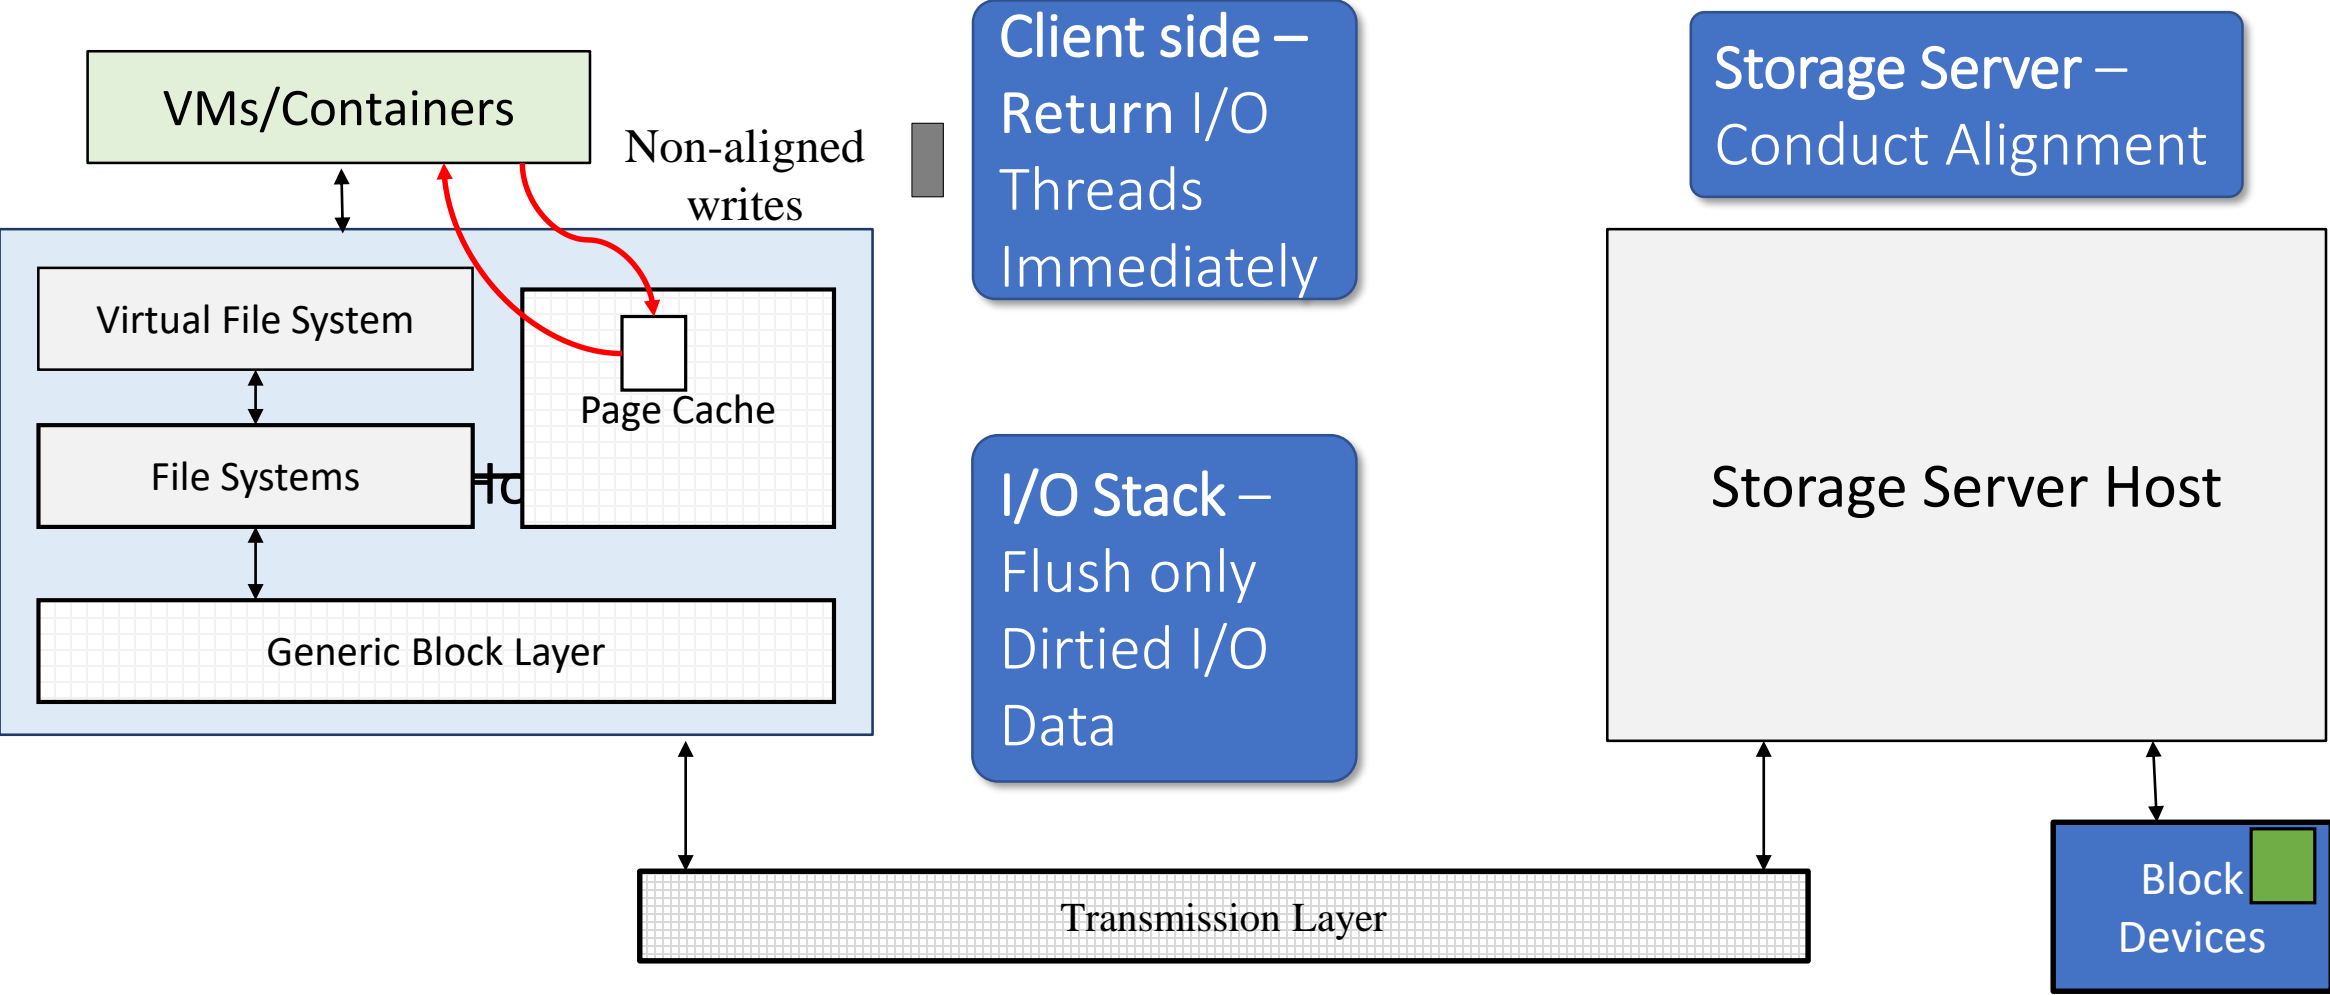 VMs/Containers
Non-aligned
writes
Client side –
Return I/O
Threads
Immediately
Storage Server –
Conduct Alignment
Virtual File System
Page Cache
File Systems
Generic Block Layer
I/O Stack –
Flush only
Dirtied I/O
Data
Storage Server Host
Transmission Layer
Block
Devices